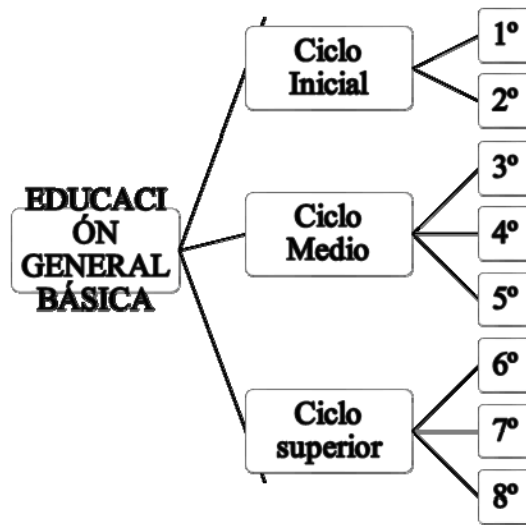 EDUCACI
ÓN
GENERAL
BÁSICA
Ciclo
Inicial
1º
2º
Ciclo
Medio
3º
4º
5º
Ciclo
superior
6º
7º
8º